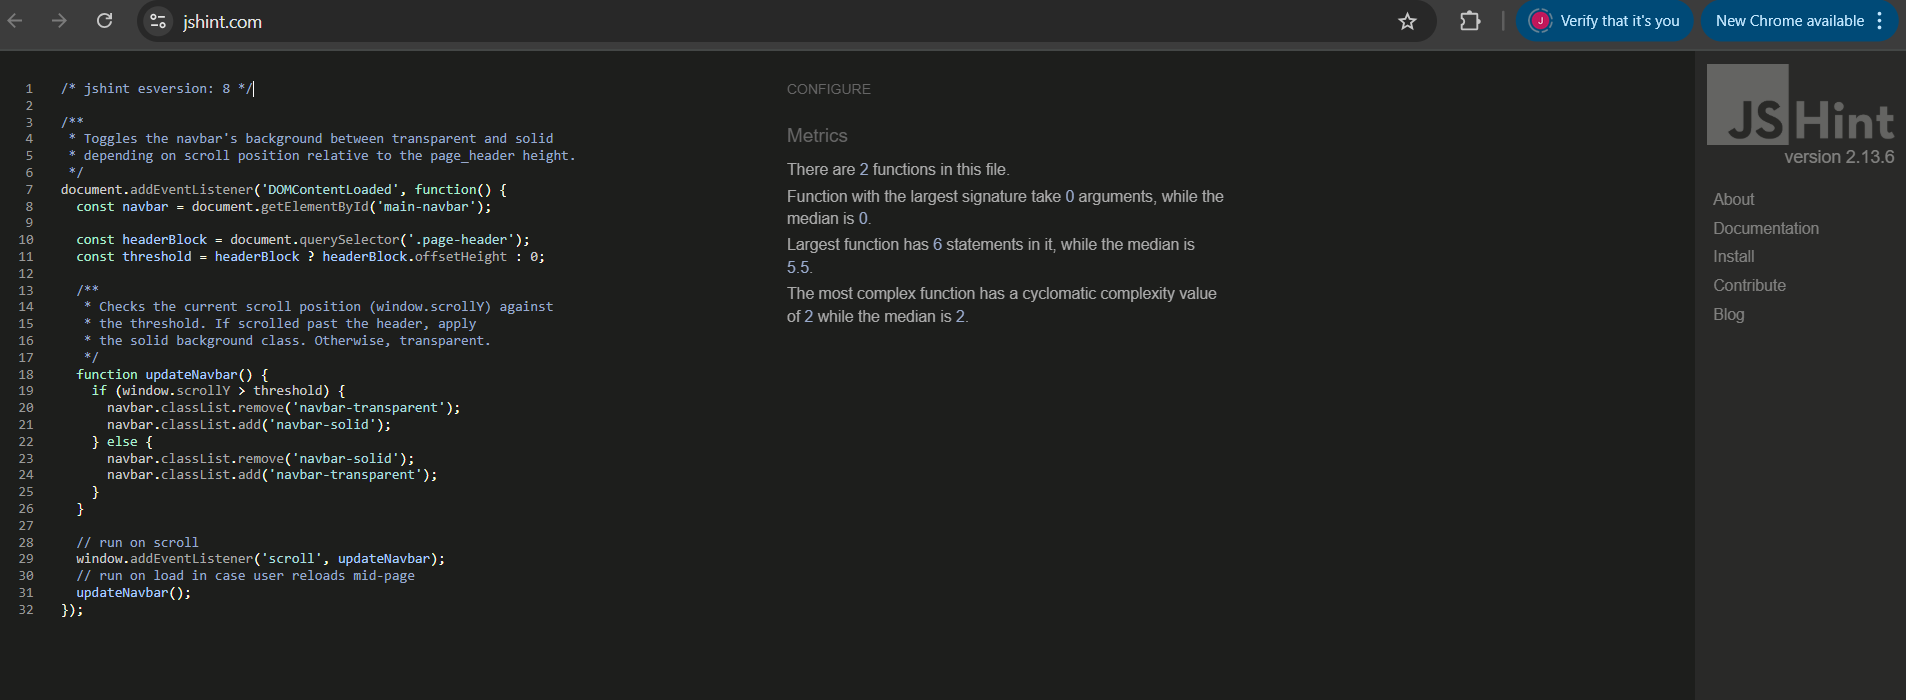 jshint.com
Verify that it's you
New Chrome available
1 /* jshint esversion: 8 */
2
3 /**
4 * Toggles the navbar's background between transparent and solid
5 * depending on scroll position relative to the page_header height.
6 */
7 document.addEventListener('DOMContentLoaded', function() {
8 const navbar = document.getElementById('main-navbar');
9
10 const headerBlock = document.querySelector('.page-header');
11 const threshold = headerBlock ? headerBlock.offsetHeight : 0;
12
13 /**
14 * Checks the current scroll position (window.scrollY) against
15 * the threshold. If scrolled past the header, apply
16 * the solid background class. Otherwise, transparent.
17 */
18 function updateNavbar() {
19 if (window.scrollY > threshold) {
20 navbar.classList.remove('navbar-transparent');
21 navbar.classList.add('navbar-solid');
22 } else {
23 navbar.classList.remove('navbar-solid');
24 navbar.classList.add('navbar-transparent');
25 }
26 }
27
28 // run on scroll
29 window.addEventListener('scroll', updateNavbar);
30 // run on load in case user reloads mid-page
31 updateNavbar();
32 });
CONFIGURE
Metrics
There are 2 functions in this file.
Function with the largest signature take 0 arguments, while the
median is 0.
Largest function has 6 statements in it, while the median is
5.5.
The most complex function has a cyclomatic complexity value
of 2 while the median is 2.
JSHint
version 2.13.6
About
Documentation
Install
Contribute
Blog